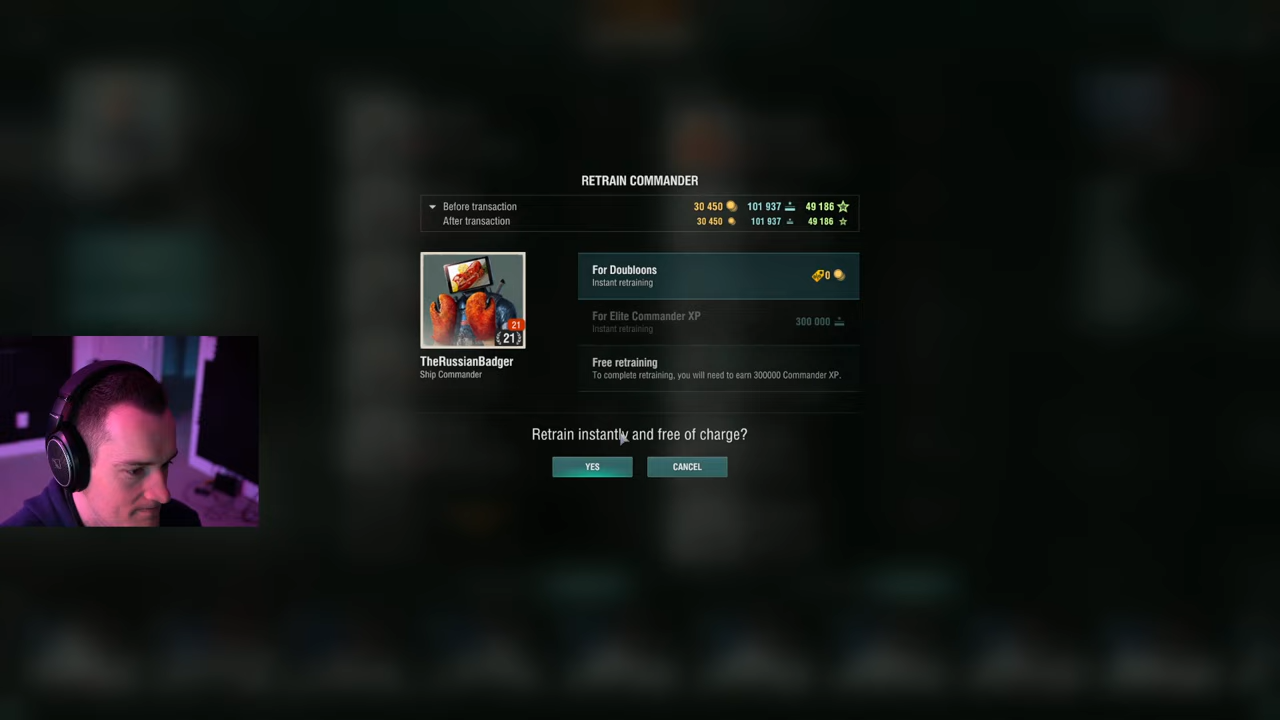 RETRAIN COMMANDER
Before transaction 30 450 101 937 49 186
After transaction 30 450 101 937 49 186
21
21
TheRussianBadger
Ship Commander
For Doubloons
Instant retraining
0
For Elite Commander XP
Instant retraining
300 000
Free retraining
To complete retraining, you will need to earn 300000 Commander XP.
Retrain instantly and free of charge?
YES CANCEL